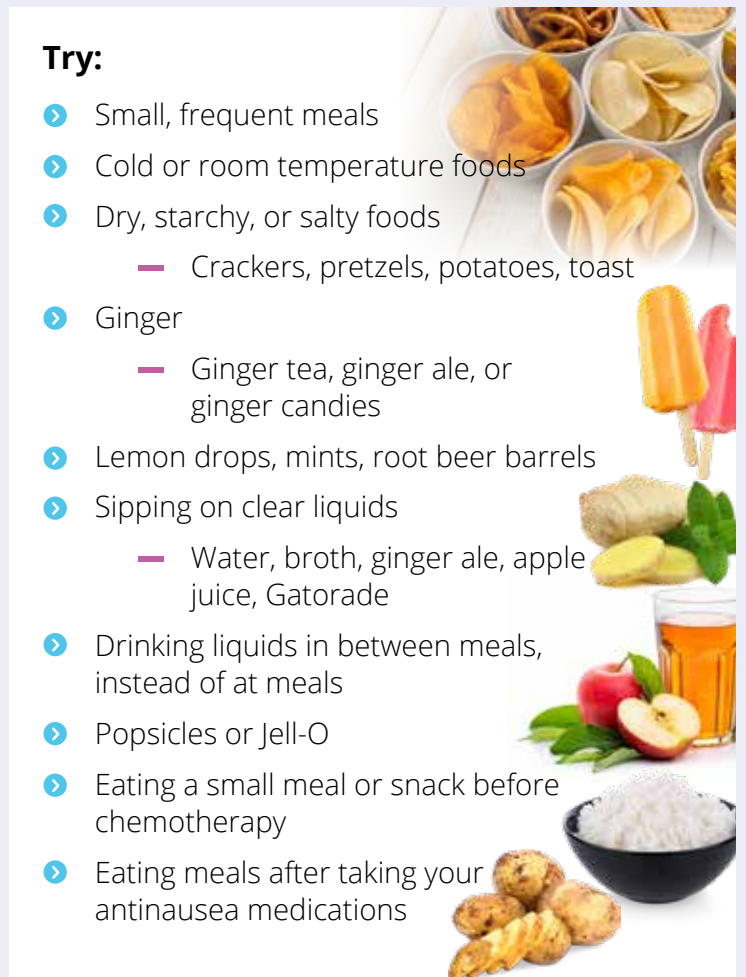 Try:
Small, frequent meals
Cold or room temperature foods
Dry, starchy, or salty foods
Crackers, pretzels, potatoes, toast
Ginger
Ginger tea, ginger ale, or
ginger candies
Lemon drops, mints, root beer barrels
Sipping on clear liquids
Water, broth, ginger ale, apple
juice, Gatorade
Drinking liquids in between meals,
instead of at meals
Popsicles or Jell-O
Eating a small meal or snack before
chemotherapy
Eating meals after taking your
antinausea medications